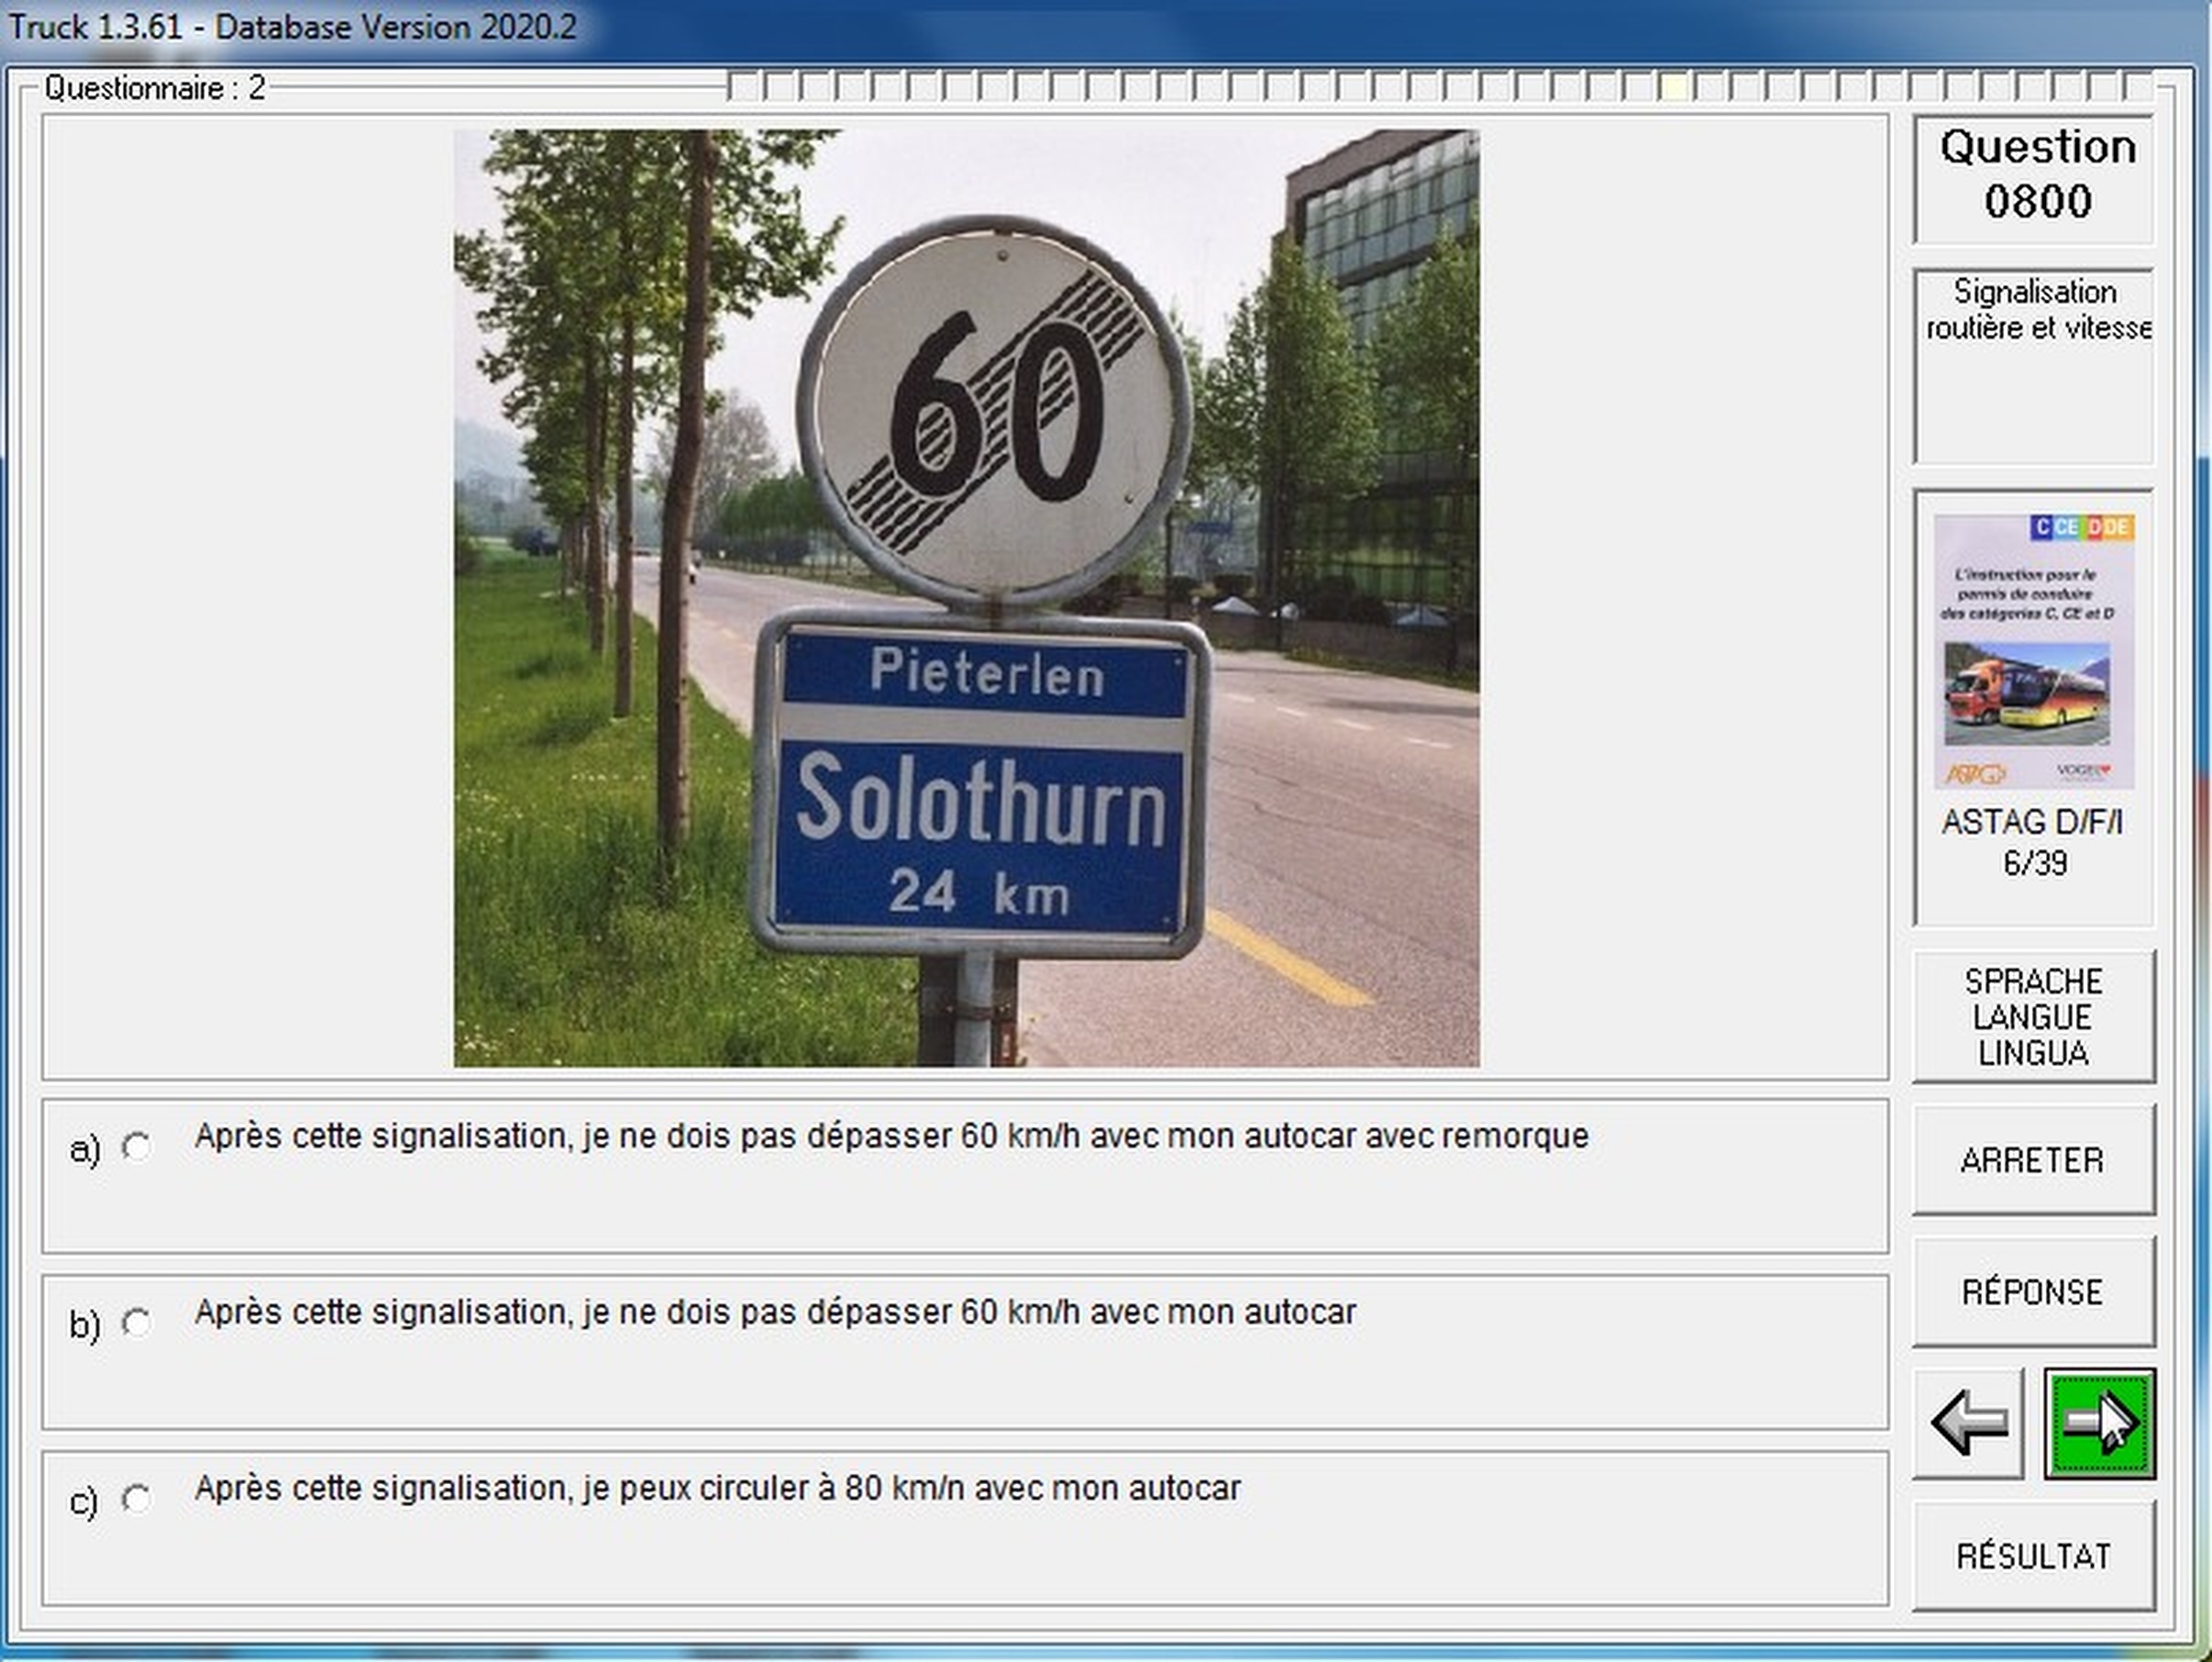 Truck 1.3.61 - Database Version 2020.2
Questionnaire : 2
60
Pieterlen
Solothurn
24 km
Question
0800
Signalisation
routière et vitesse
C CE D DE
L'instruction pour le
permis de conduire
des catégories C, CE et D
ASTAG
VOGEL
ASTAG D/F/I
6/39
SPRACHE
LANGUE
LINGUA
a) Après cette signalisation, je ne dois pas dépasser 60 km/h avec mon autocar avec remorque
ARRETER
b) Après cette signalisation, je ne dois pas dépasser 60 km/h avec mon autocar
RÉPONSE
c) Après cette signalisation, je peux circuler à 80 km/n avec mon autocar
RÉSULTAT